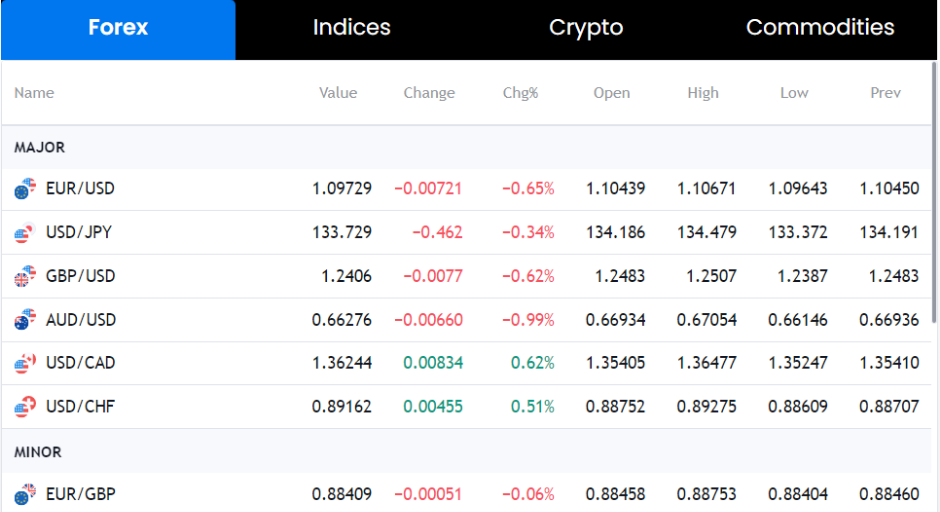 Forex Indices Crypto Commodities
Name Value Change Chg% Open High Low Prev
MAJOR
EUR/USD 1.09729 −0.00721 −0.65% 1.10439 1.10671 1.09643 1.10450
USD/JPY 133.729 −0.462 −0.34% 134.186 134.479 133.372 134.191
GBP/USD 1.2406 −0.0077 −0.62% 1.2483 1.2507 1.2387 1.2483
AUD/USD 0.66276 −0.00660 −0.99% 0.66934 0.67054 0.66146 0.66936
USD/CAD 1.36244 0.00834 0.62% 1.35405 1.36477 1.35247 1.35410
USD/CHF 0.89162 0.00455 0.51% 0.88752 0.89275 0.88609 0.88707
MINOR
EUR/GBP 0.88409 −0.00051 −0.06% 0.88458 0.88753 0.88404 0.88460